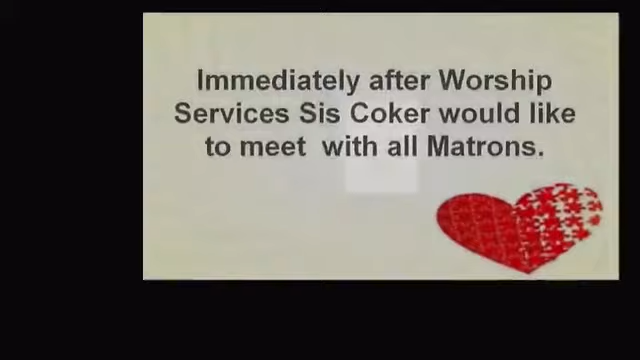 Immediately after Worship
Services Sis Coker would like
to meet  with all Matrons.